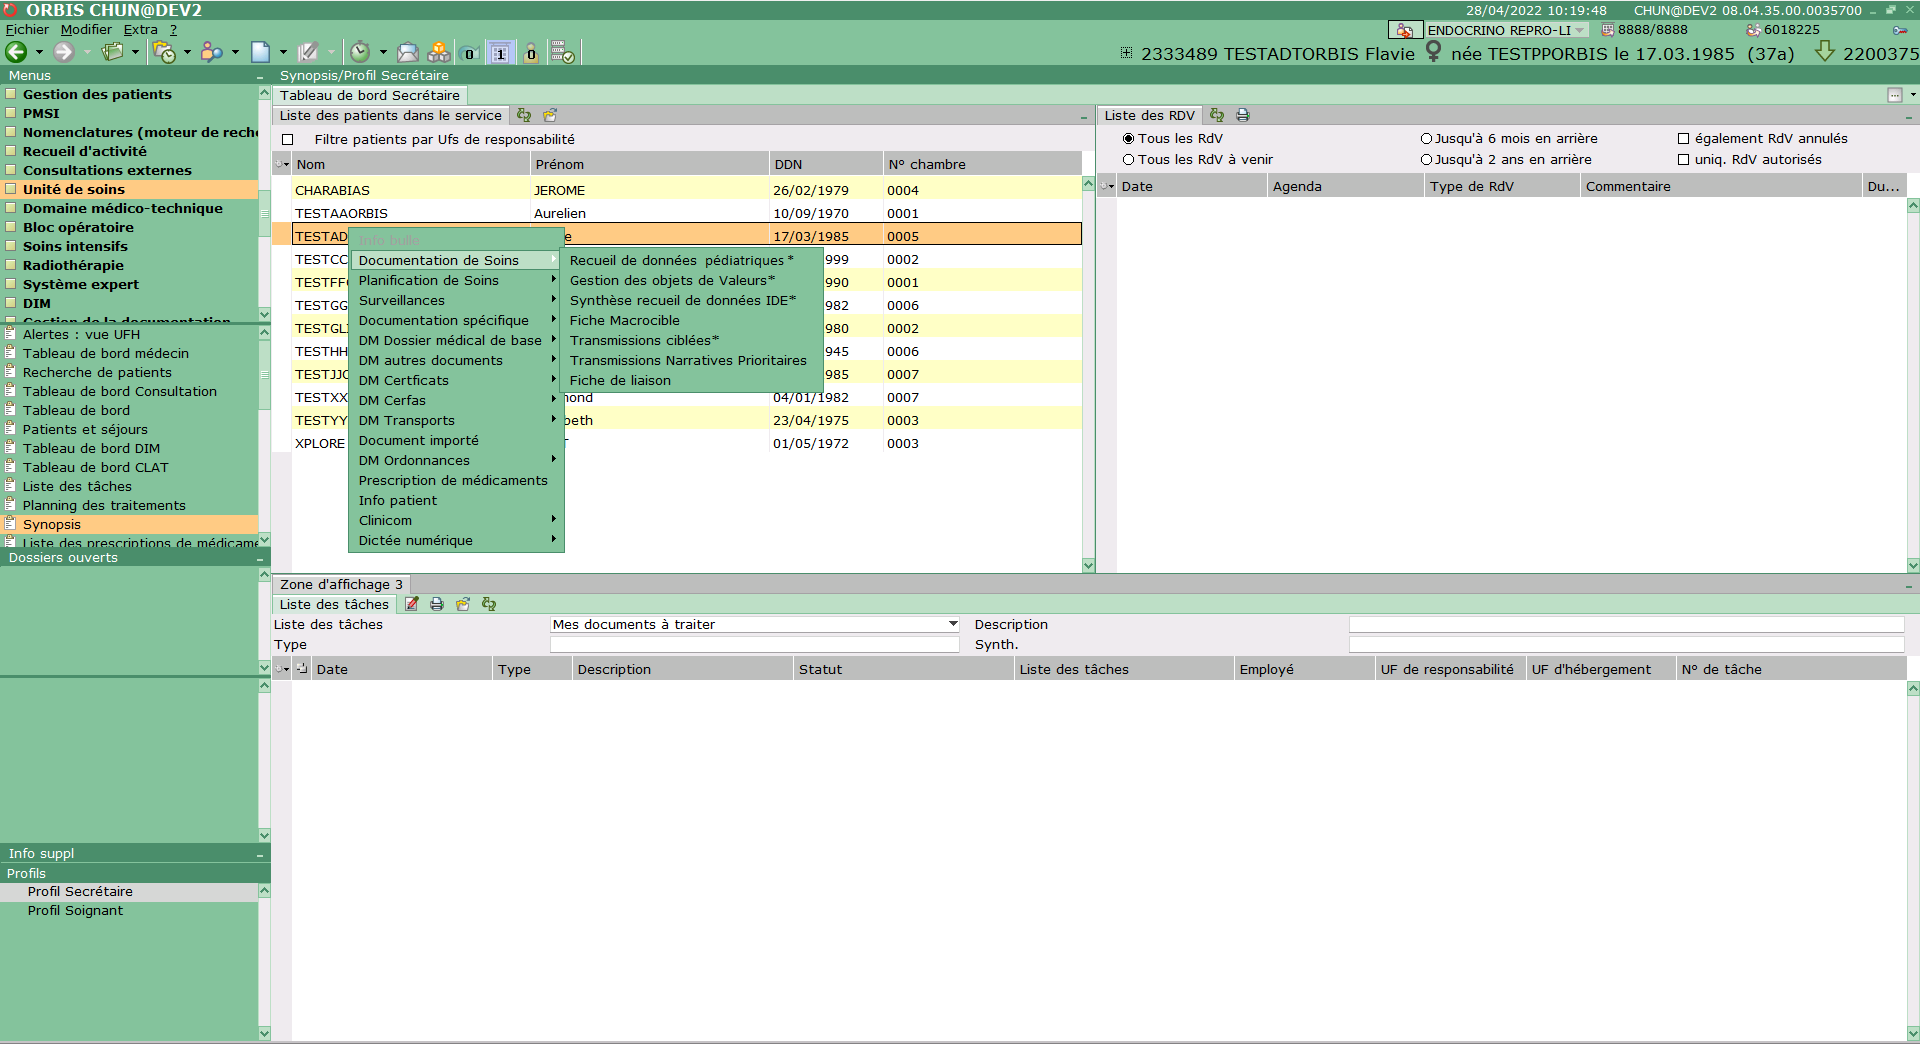 ORBIS CHUN@DEV2
28/04/2022 10:19:48 CHUN@DEV2 08.04.35.00.0035700
Fichier Modifier Extra ?
ENDOCRINO REPRO-LI 8888/8888 6018225
2333489 TESTADTORBIS Flavie née TESTPPORBIS le 17.03.1985 (37a) 2200375
Menus
Gestion des patients
PMSI
Nomenclatures (moteur de reche
Recueil d'activité
Consultations externes
Unité de soins
Domaine médico-technique
Bloc opératoire
Soins intensifs
Radiothérapie
Système expert
DIM
Gestion de la documentation
Alertes : vue UFH
Tableau de bord médecin
Recherche de patients
Tableau de bord Consultation
Tableau de bord
Patients et séjours
Tableau de bord DIM
Tableau de bord CLAT
Liste des tâches
Planning des traitements
Synopsis
Liste des prescriptions de médicame
Dossiers ouverts
Info suppl
Profils
Profil Secrétaire
Profil Soignant
Synopsis/Profil Secrétaire
Tableau de bord Secrétaire
Liste des patients dans le service
Filtre patients par Ufs de responsabilité
Nom Prénom DDN N° chambre
CHARABIAS JEROME 26/02/1979 0004
TESTAAORBIS Aurelien 10/09/1970 0001
TESTAD e 17/03/1985 0005
TESTCC 999 0002
TESTFF 990 0001
TESTGG 982 0006
TESTGL 980 0002
TESTHH 945 0006
TESTJJ 985 0007
TESTXX mond 04/01/1982 0007
TESTYY beth 23/04/1975 0003
XPLORE 01/05/1972 0003
Info bulle
Documentation de Soins
Planification de Soins
Surveillances
Documentation spécifique
DM Dossier médical de base
DM autres documents
DM Certficats
DM Cerfas
DM Transports
Document importé
DM Ordonnances
Prescription de médicaments
Info patient
Clinicom
Dictée numérique
Recueil de données pédiatriques *
Gestion des objets de Valeurs*
Synthèse recueil de données IDE*
Fiche Macrocible
Transmissions ciblées*
Transmissions Narratives Prioritaires
Fiche de liaison
Liste des RDV
Tous les RdV Jusqu'à 6 mois en arrière également RdV annulés
Tous les RdV à venir Jusqu'à 2 ans en arrière uniq. RdV autorisés
Date Agenda Type de RdV Commentaire Du...
Zone d'affichage 3
Liste des tâches
Liste des tâches Mes documents à traiter Description
Type Synth.
Date Type Description Statut Liste des tâches Employé UF de responsabilité UF d'hébergement N° de tâche